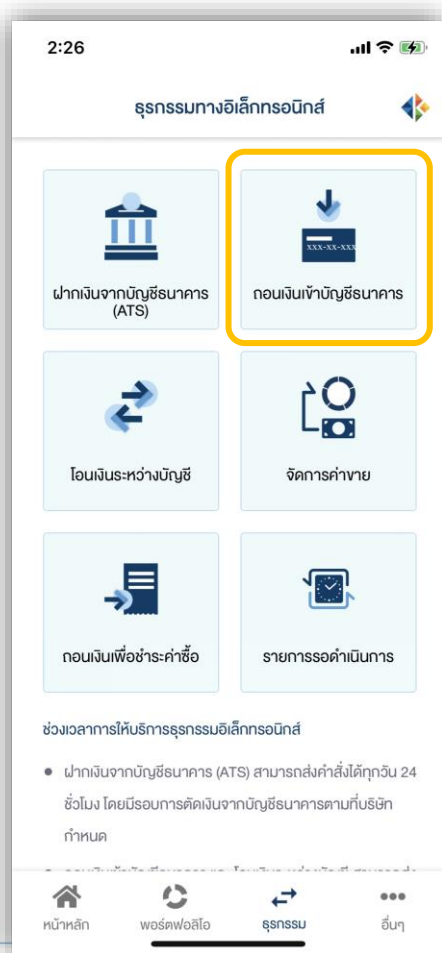 2:26
ธุรกรรมทางอิเล็กทรอนิกส์
ฝากเงินจากบัญชีธนาคาร
(ATS)
XXX-XX-XXX
ถอนเงินเข้าบัญชีธนาคาร
โอนเงินระหว่างบัญชี
จัดการค่าขาย
ถอนเงินเพื่อชำระค่าซื้อ
รายการรอดำเนินการ
ช่วงเวลาการให้บริการธุรกรรมอิเล็กทรอนิกส์
• ฝากเงินจากบัญชีธนาคาร (ATS) สามารถส่งคำสั่งได้ทุกวัน 24
ชั่วโมง โดยมีรอบการตัดเงินจากบัญชีธนาคารตามที่บริษัท
กำหนด
หน้าหลัก
พอร์ตฟอลิโอ
ธุรกรรม
อื่นๆ